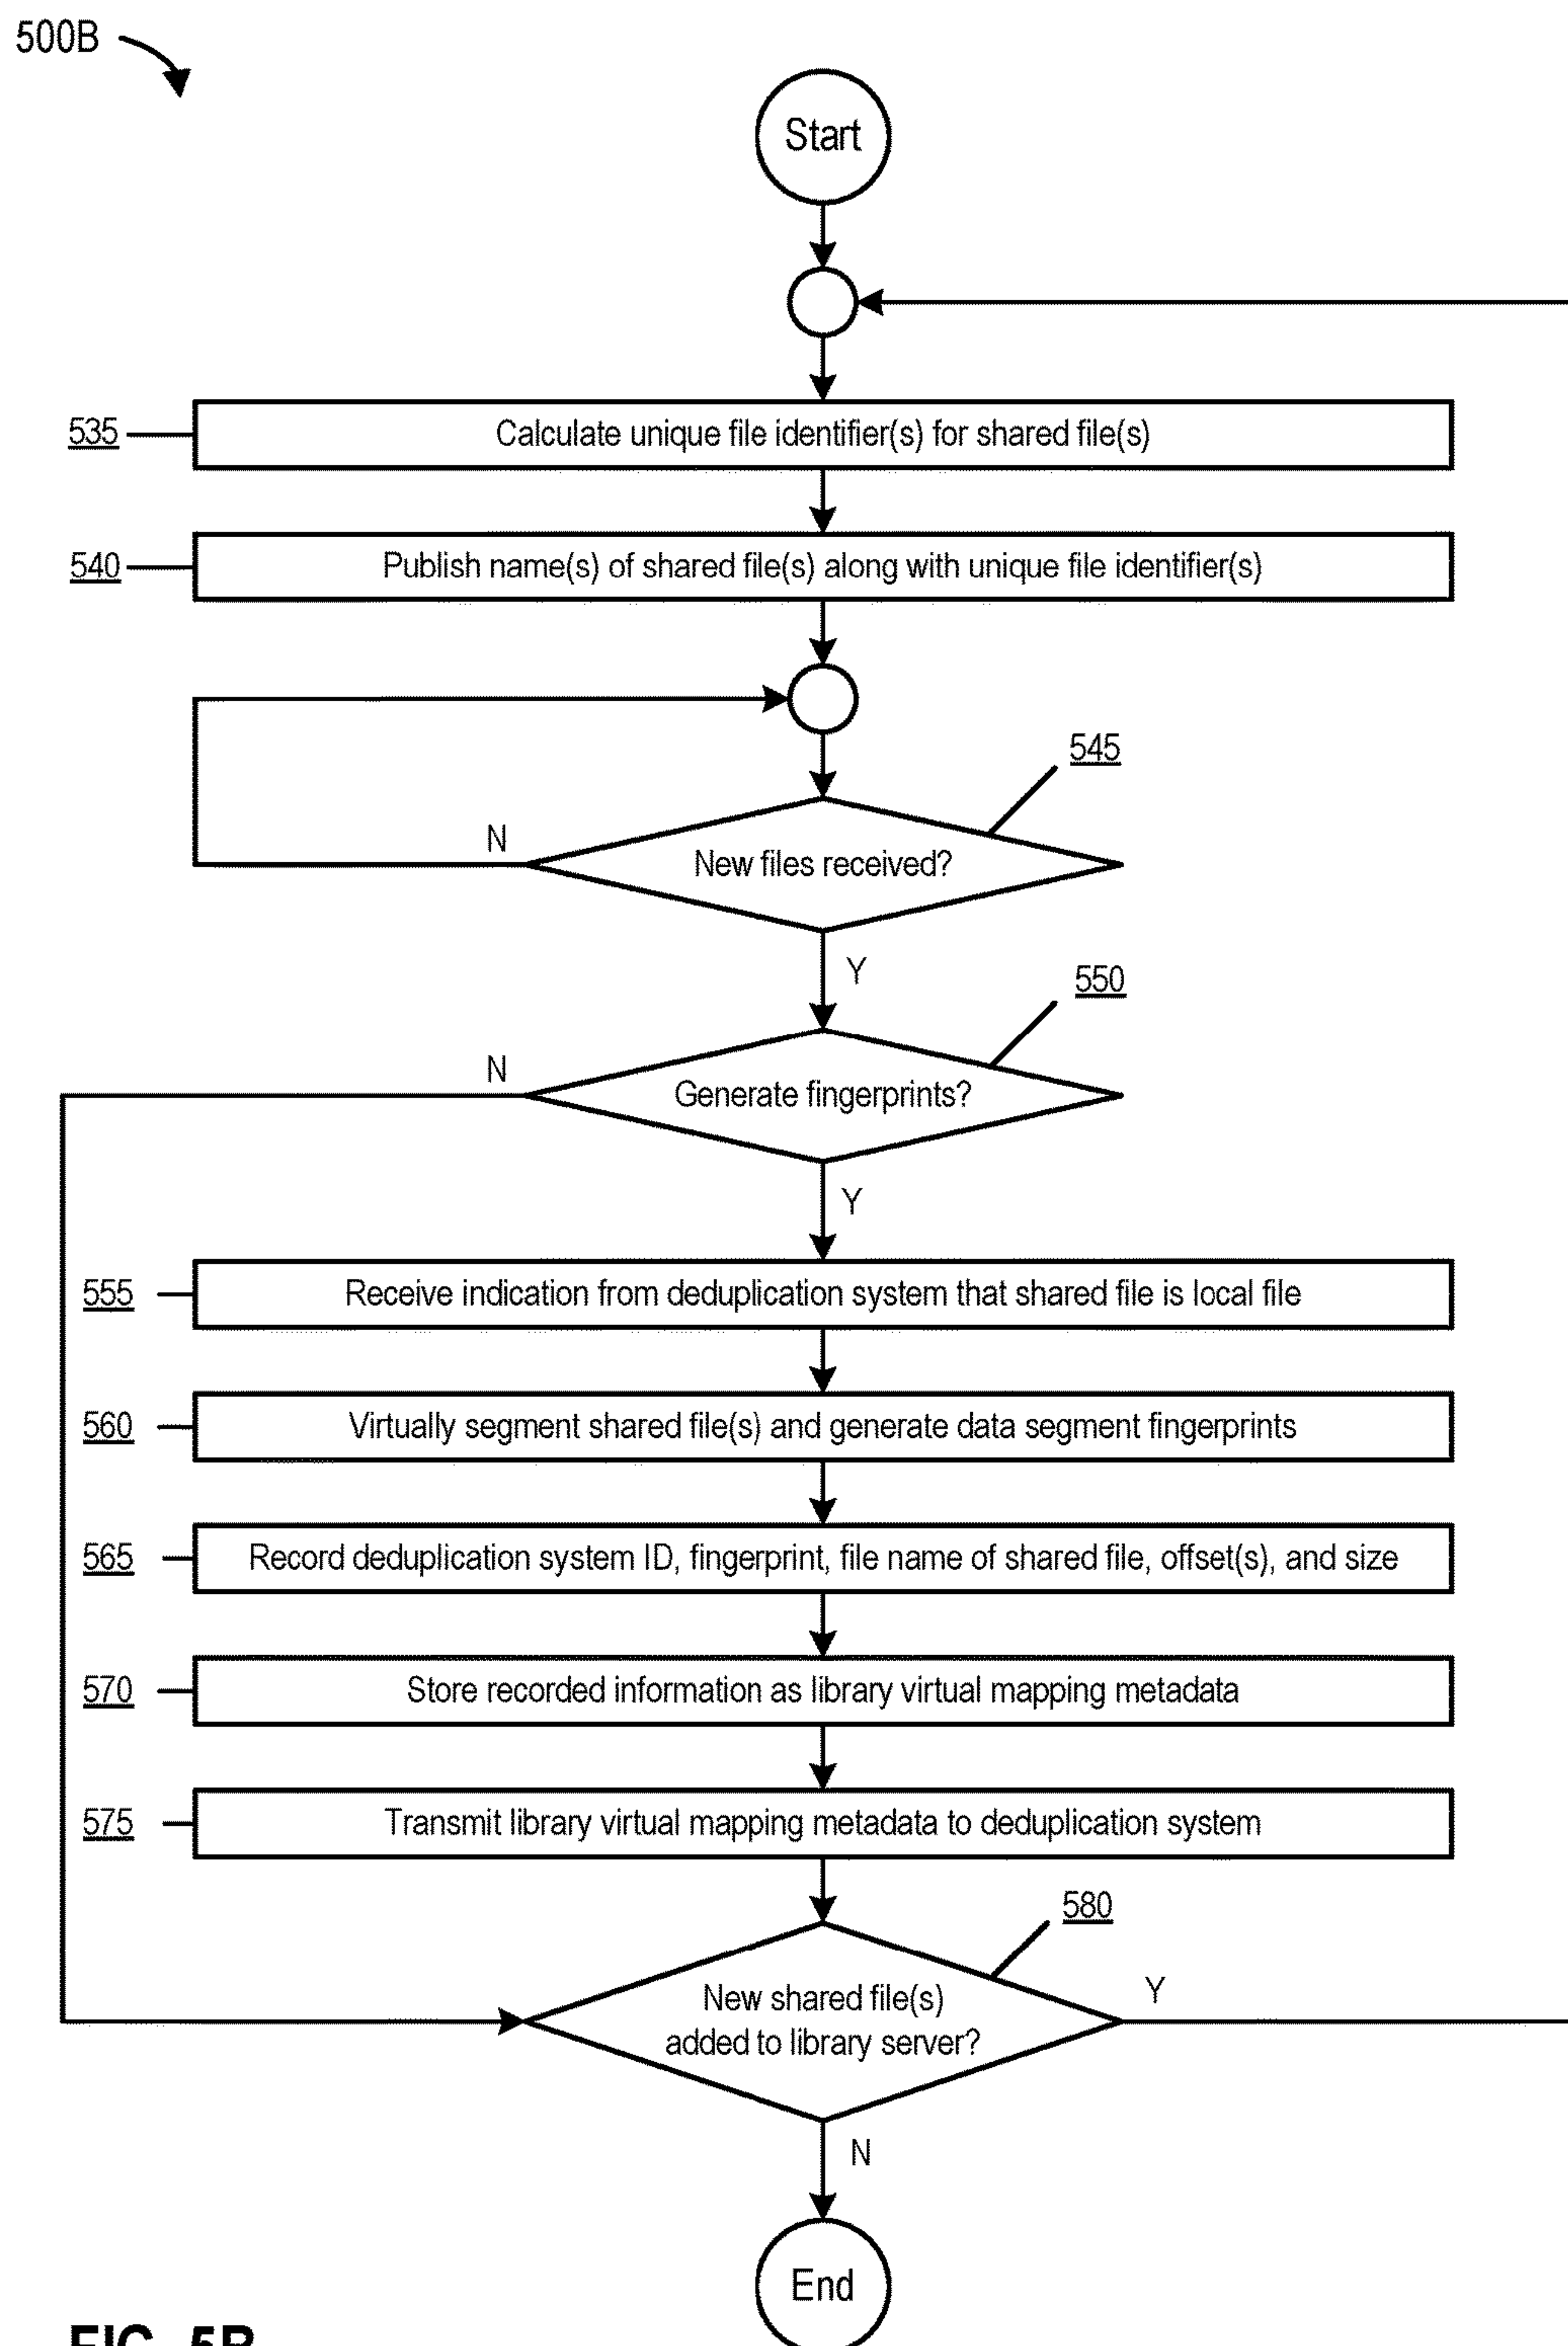 500B
Start
535
Calculate unique file identifier(s) for shared file(s)
540
Publish name(s) of shared file(s) along with unique file identifier(s)
545
N
New files received?
Y
550
N
Generate fingerprints?
Y
555
Receive indication from deduplication system that shared file is local file
560
Virtually segment shared file(s) and generate data segment fingerprints
565
Record deduplication system ID, fingerprint, file name of shared file, offset(s), and size
570
Store recorded information as library virtual mapping metadata
575
Transmit library virtual mapping metadata to deduplication system
580
New shared file(s)
added to library server?
Y
N
End
FIG. 5B